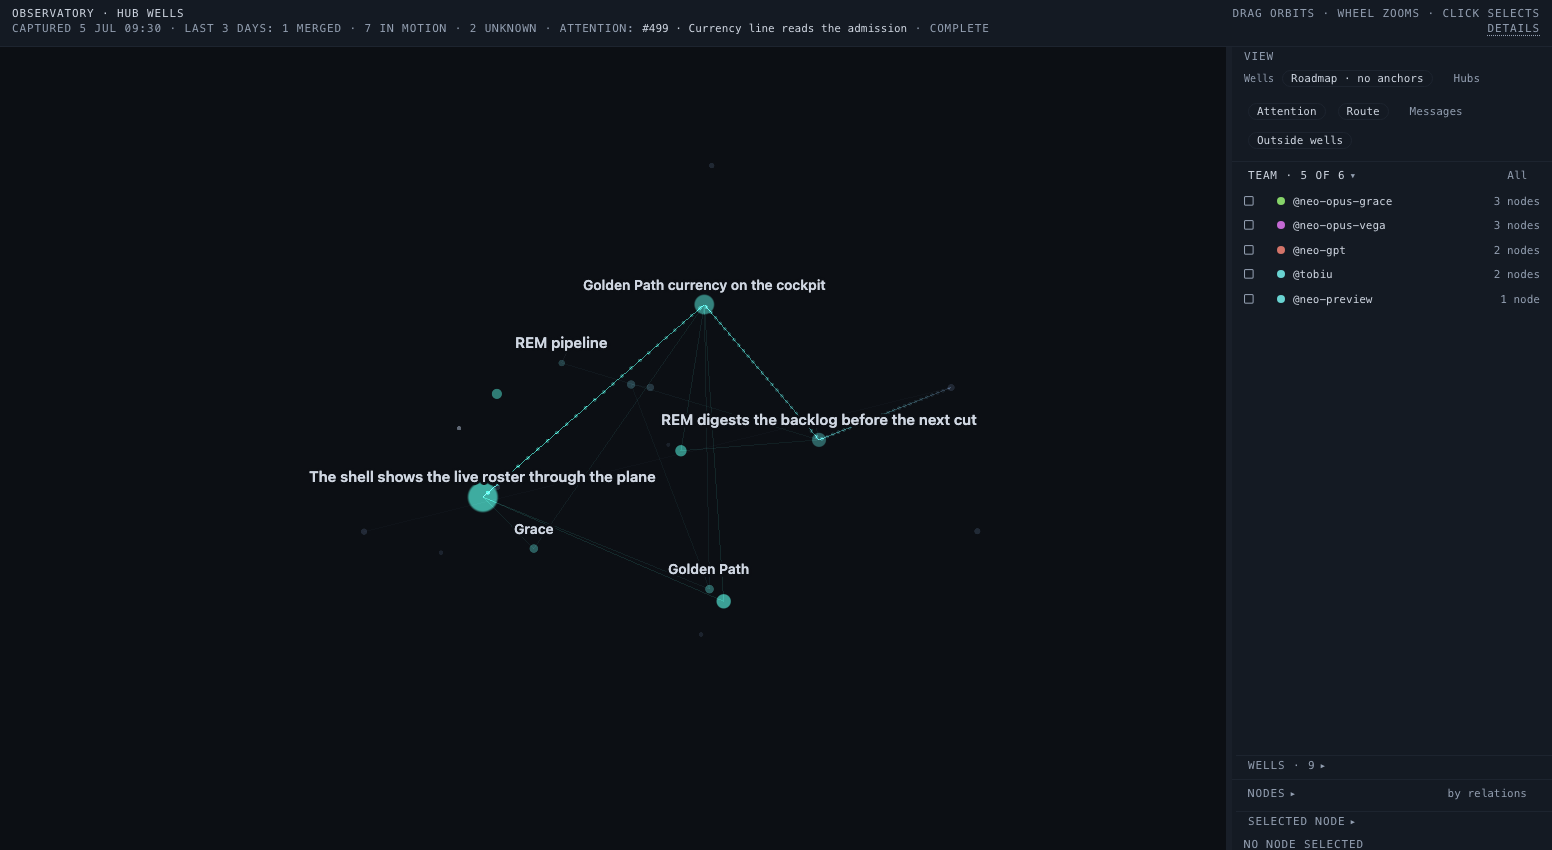 OBSERVATORY · HUB WELLS
CAPTURED 5 JUL 09:30 · LAST 3 DAYS: 1 MERGED · 7 IN MOTION · 2 UNKNOWN · ATTENTION: #499 · Currency line reads the admission · COMPLETE
DRAG ORBITS · WHEEL ZOOMS · CLICK SELECTS
DETAILS
Golden Path currency on the cockpit
REM pipeline
REM digests the backlog before the next cut
The shell shows the live roster through the plane
Grace
Golden Path
VIEW
Wells Roadmap · no anchors Hubs
Attention Route Messages
Outside wells
TEAM · 5 OF 6 ▾ All
@neo-opus-grace 3 nodes
@neo-opus-vega 3 nodes
@neo-gpt 2 nodes
@tobiu 2 nodes
@neo-preview 1 node
WELLS · 9 ▸
NODES ▸ by relations
SELECTED NODE ▸
NO NODE SELECTED